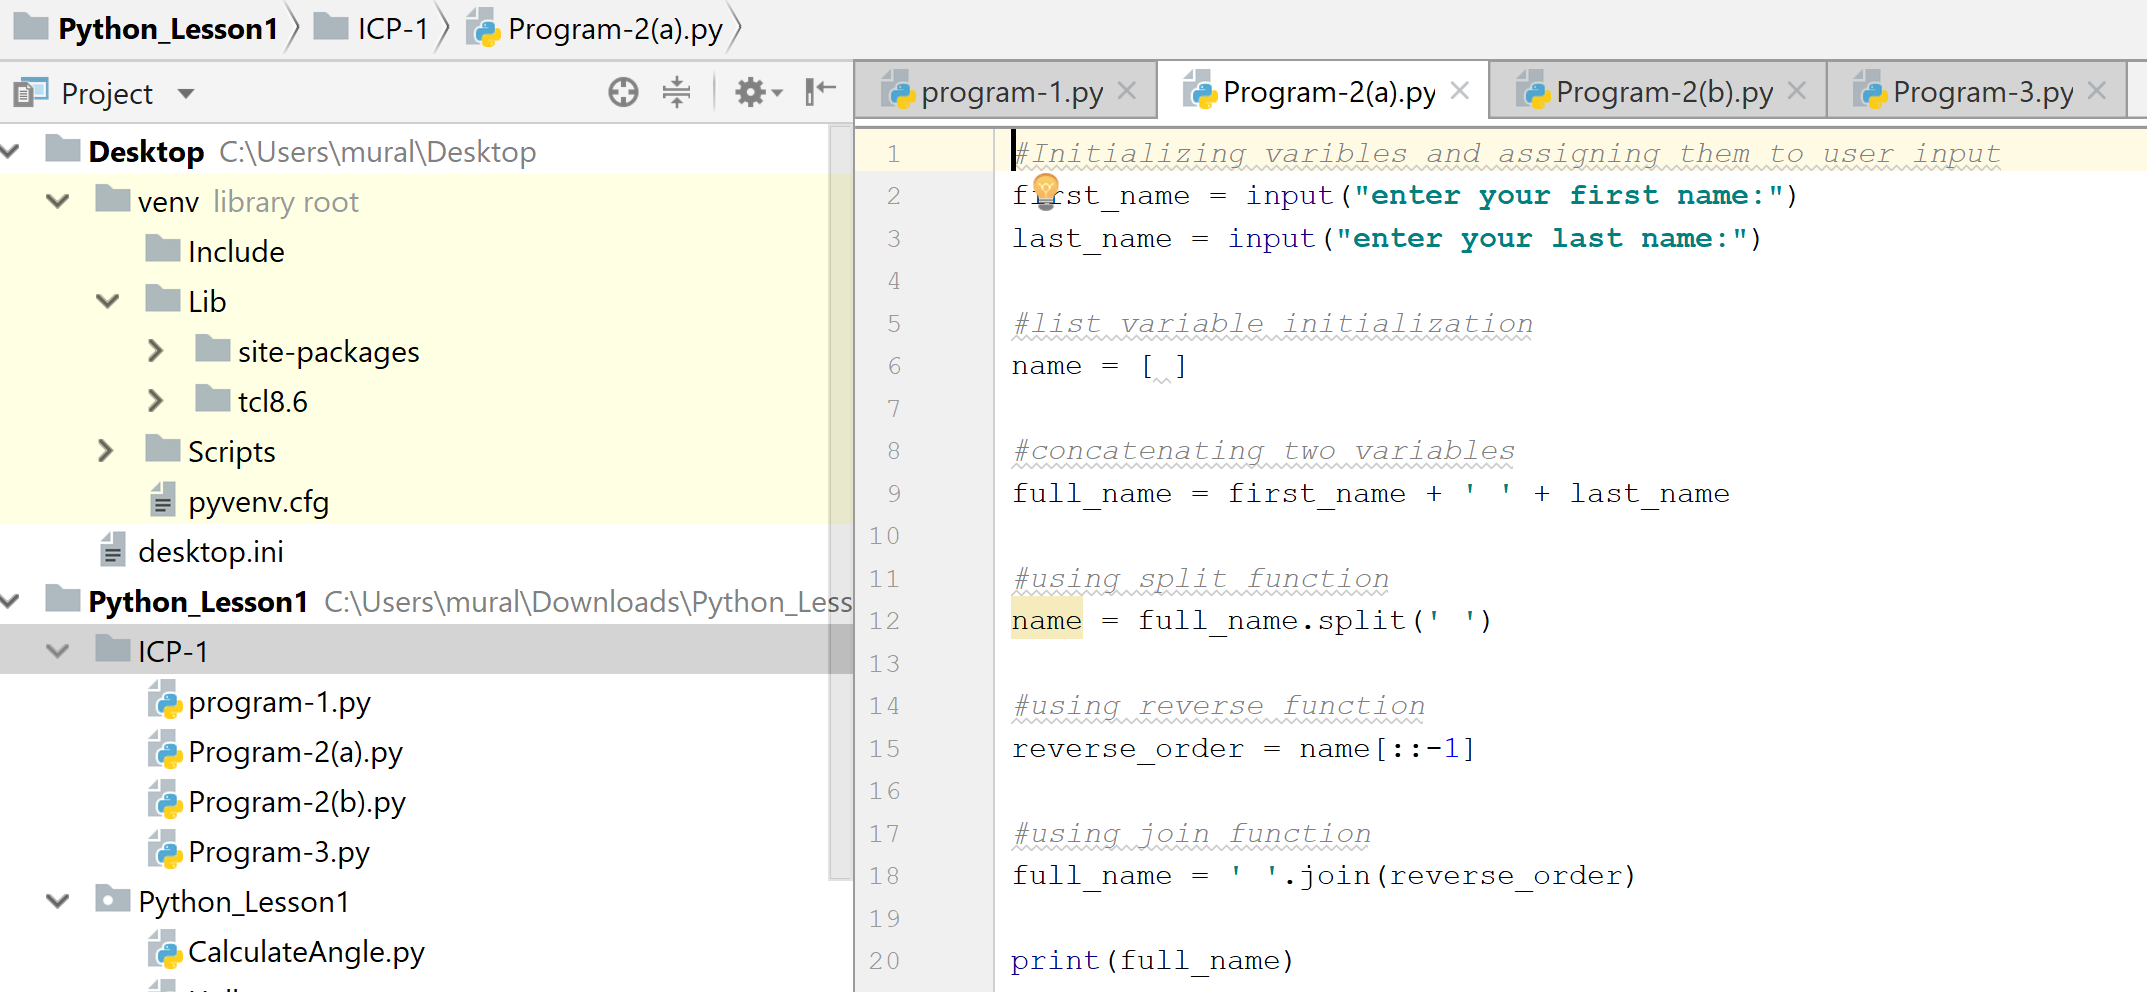 Python_Lesson1 ICP-1 Program-2(a).py
Project
program-1.py Program-2(a).py Program-2(b).py Program-3.py
Desktop C:\Users\mural\Desktop
venv library root
Include
Lib
site-packages
tcl8.6
Scripts
pyvenv.cfg
desktop.ini
Python_Lesson1 C:\Users\mural\Downloads\Python_Less
ICP-1
program-1.py
Program-2(a).py
Program-2(b).py
Program-3.py
Python_Lesson1
CalculateAngle.py
1 #Initializing varibles and assigning them to user input
2 first_name = input("enter your first name:")
3 last_name = input("enter your last name:")
4
5 #list variable initialization
6 name = [ ]
7
8 #concatenating two variables
9 full_name = first_name + ' ' + last_name
10
11 #using split function
12 name = full_name.split(' ')
13
14 #using reverse function
15 reverse_order = name[::-1]
16
17 #using join function
18 full_name = ' '.join(reverse_order)
19
20 print(full_name)